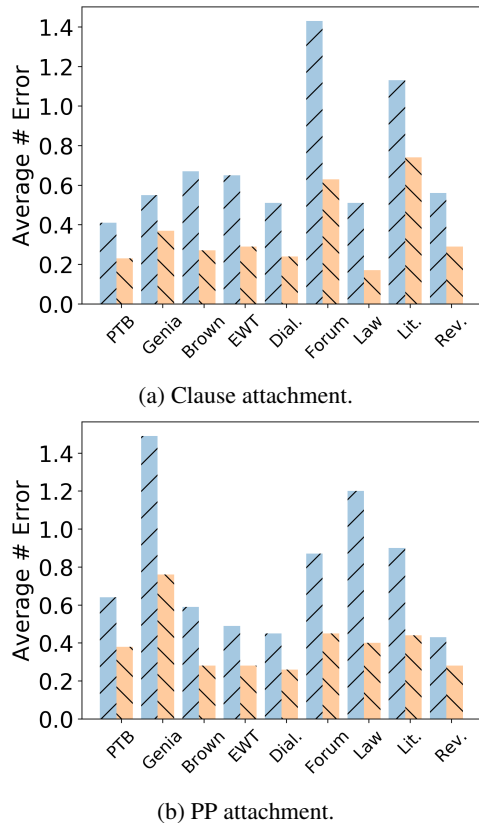 1.4
1.2
1.0
0.8
0.6
0.4
0.2
0.0
Average # Error
PTB Genia Brown EWT Dial. Forum Law Lit. Rev.
(a) Clause attachment.
1.4
1.2
1.0
0.8
0.6
0.4
0.2
0.0
Average # Error
PTB Genia Brown EWT Dial. Forum Law Lit. Rev.
(b) PP attachment.